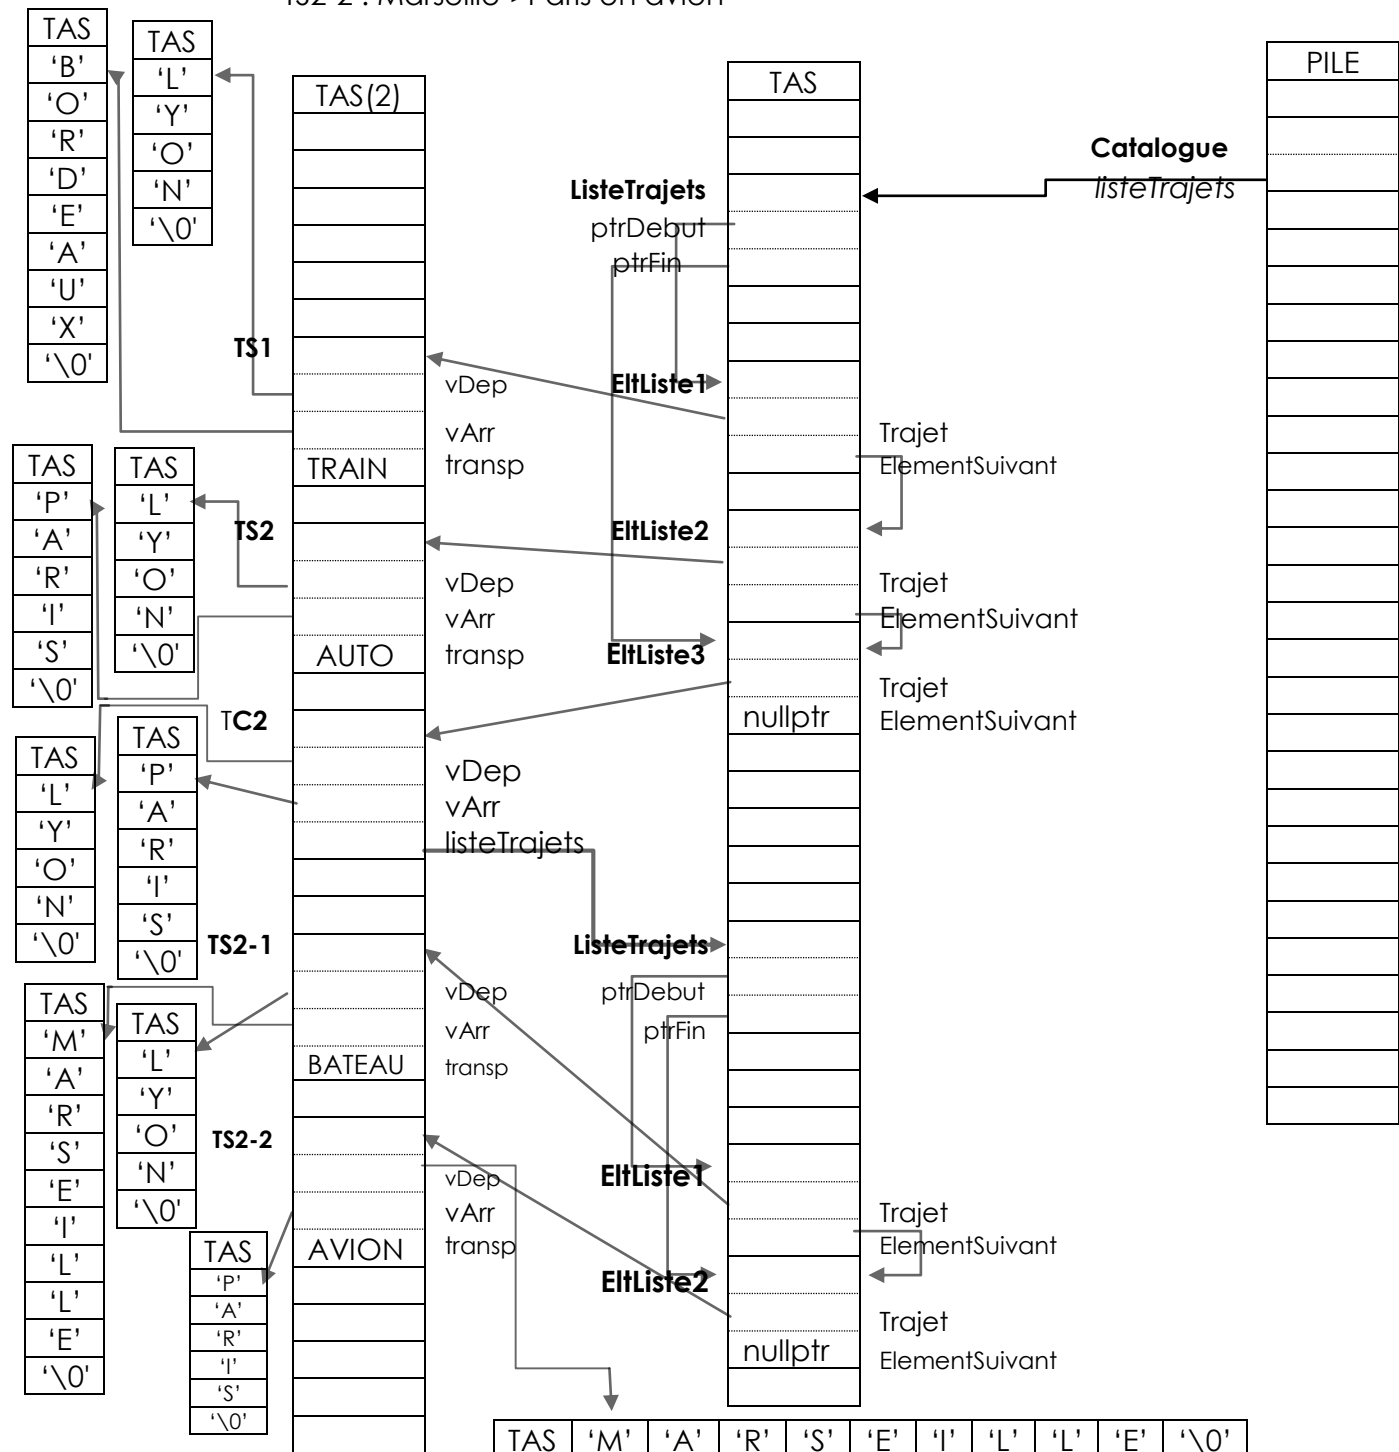 TS2-2 : Marseille->Paris en avion
TAS
‘B’
‘O’
‘R’
‘D’
‘E’
‘A’
‘U’
‘X’
‘\0'
TAS
‘L’
‘Y’
‘O’
‘N’
‘\0'
TAS(2)
TRAIN
AUTO
BATEAU
AVION
TAS
nullptr
nullptr
PILE
Catalogue
listeTrajets
ListeTrajets
ptrDebut
ptrFin
TS1
vDep
vArr
transp
EltListe1
Trajet
ElementSuivant
TAS
‘P’
‘A’
‘R’
‘I’
‘S’
‘\0'
TAS
‘L’
‘Y’
‘O’
‘N’
‘\0'
TS2
vDep
vArr
transp
EltListe2
Trajet
ElementSuivant
EltListe3
Trajet
ElementSuivant
TC2
vDep
vArr
listeTrajets
TAS
‘L’
‘Y’
‘O’
‘N’
‘\0'
TAS
‘P’
‘A’
‘R’
‘I’
‘S’
‘\0'
TS2-1
vDep
vArr
transp
ListeTrajets
ptrDebut
ptrFin
TAS
‘M’
‘A’
‘R’
‘S’
‘E’
‘I’
‘L’
‘L’
‘E’
‘\0'
TAS
‘L’
‘Y’
‘O’
‘N’
‘\0'
TS2-2
vDep
vArr
transp
EltListe1
Trajet
ElementSuivant
EltListe2
Trajet
ElementSuivant
TAS
‘P’
‘A’
‘R’
‘I’
‘S’
‘\0'
TAS ‘M’ ‘A’ ‘R’ ‘S’ ‘E’ ‘I’ ‘L’ ‘L’ ‘E’ ‘\0’